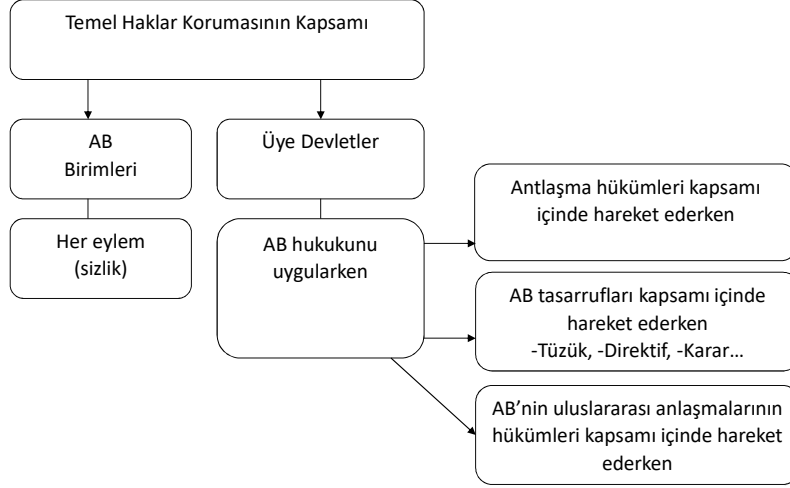 Temel Haklar Korumasının Kapsamı
AB
Birimleri
Üye Devletler
Her eylem
(sizlik)
AB hukukunu
uygularken
Antlaşma hükümleri kapsamı
içinde hareket ederken
AB tasarrufları kapsamı içinde
hareket ederken
-Tüzük, -Direktif, -Karar…
AB’nin uluslararası anlaşmalarının
hükümleri kapsamı içinde hareket
ederken